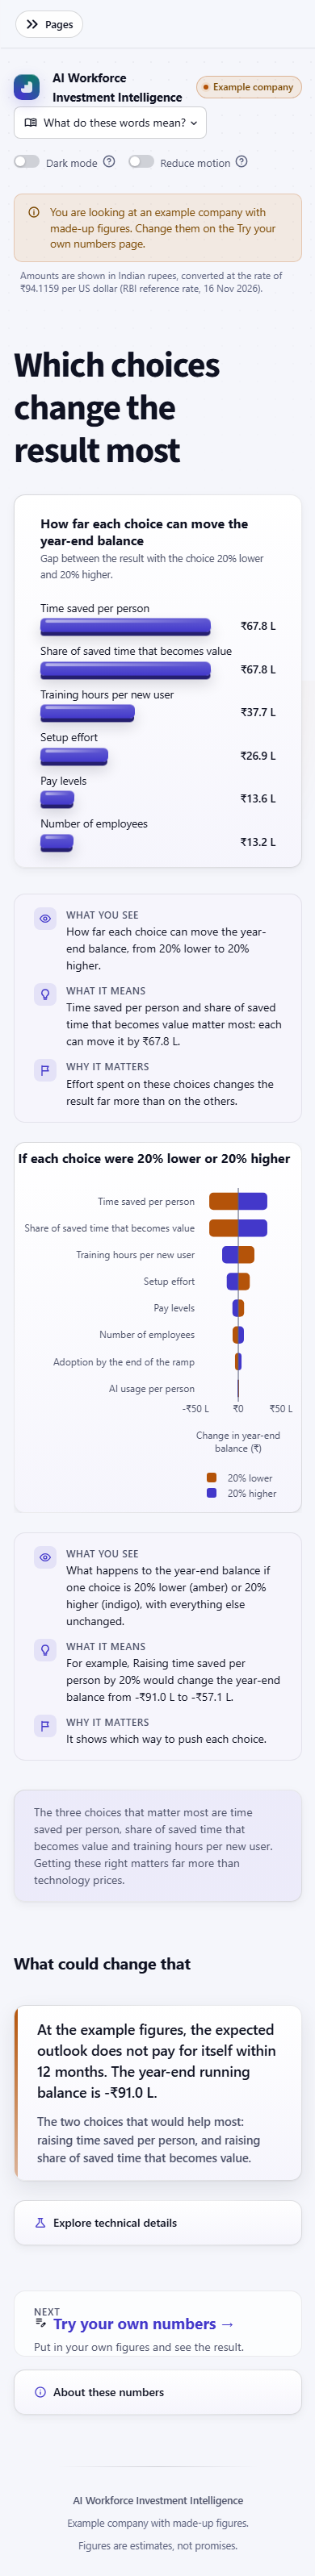 Pages
AI Workforce
Investment Intelligence
Example company
What do these words mean?
Dark mode
Reduce motion
You are looking at an example company with
made-up figures. Change them on the Try your
own numbers page.
Amounts are shown in Indian rupees, converted at the rate of
₹94.1159 per US dollar (RBI reference rate, 16 Nov 2026).
Which choices
change the
result most
How far each choice can move the
year-end balance
Gap between the result with the choice 20% lower
and 20% higher.
Time saved per person
₹67.8 L
Share of saved time that becomes value
₹67.8 L
Training hours per new user
₹37.7 L
Setup effort
₹26.9 L
Pay levels
₹13.6 L
Number of employees
₹13.2 L
WHAT YOU SEE
How far each choice can move the year-
end balance, from 20% lower to 20%
higher.
WHAT IT MEANS
Time saved per person and share of saved
time that becomes value matter most: each
can move it by ₹67.8 L.
WHY IT MATTERS
Effort spent on these choices changes the
result far more than on the others.
If each choice were 20% lower or 20% higher
Time saved per person
Share of saved time that becomes value
Training hours per new user
Setup effort
Pay levels
Number of employees
Adoption by the end of the ramp
AI usage per person
-₹50 L ₹0 ₹50 L
Change in year-end
balance (₹)
20% lower
20% higher
WHAT YOU SEE
What happens to the year-end balance if
one choice is 20% lower (amber) or 20%
higher (indigo), with everything else
unchanged.
WHAT IT MEANS
For example, Raising time saved per
person by 20% would change the year-end
balance from -₹91.0 L to -₹57.1 L.
WHY IT MATTERS
It shows which way to push each choice.
The three choices that matter most are time
saved per person, share of saved time that
becomes value and training hours per new user.
Getting these right matters far more than
technology prices.
What could change that
At the example figures, the expected
outlook does not pay for itself within
12 months. The year-end running
balance is -₹91.0 L.
The two choices that would help most:
raising time saved per person, and raising
share of saved time that becomes value.
Explore technical details
NEXT
Try your own numbers →
Put in your own figures and see the result.
About these numbers
AI Workforce Investment Intelligence
Example company with made-up figures.
Figures are estimates, not promises.